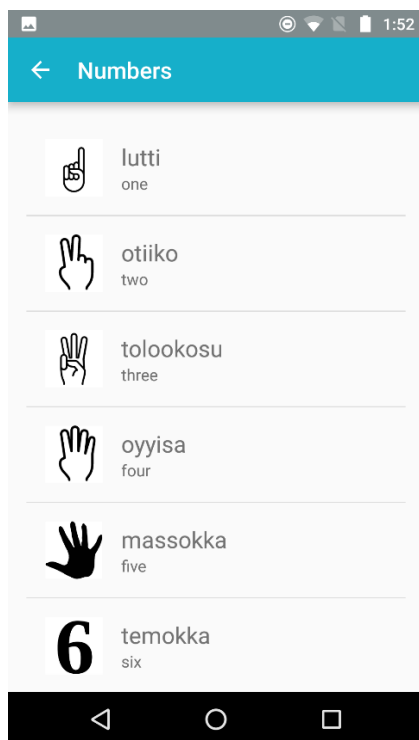 1:52
Numbers
lutti
one
otiiko
two
tolookosu
three
oyyisa
four
massokka
five
6
temokka
six